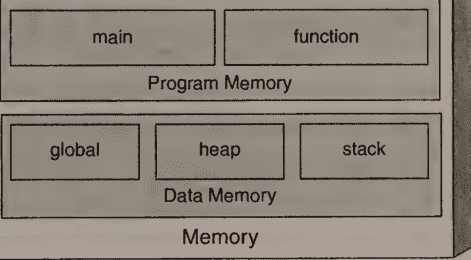 main function
Program Memory
global heap stack
Data Memory
Memory